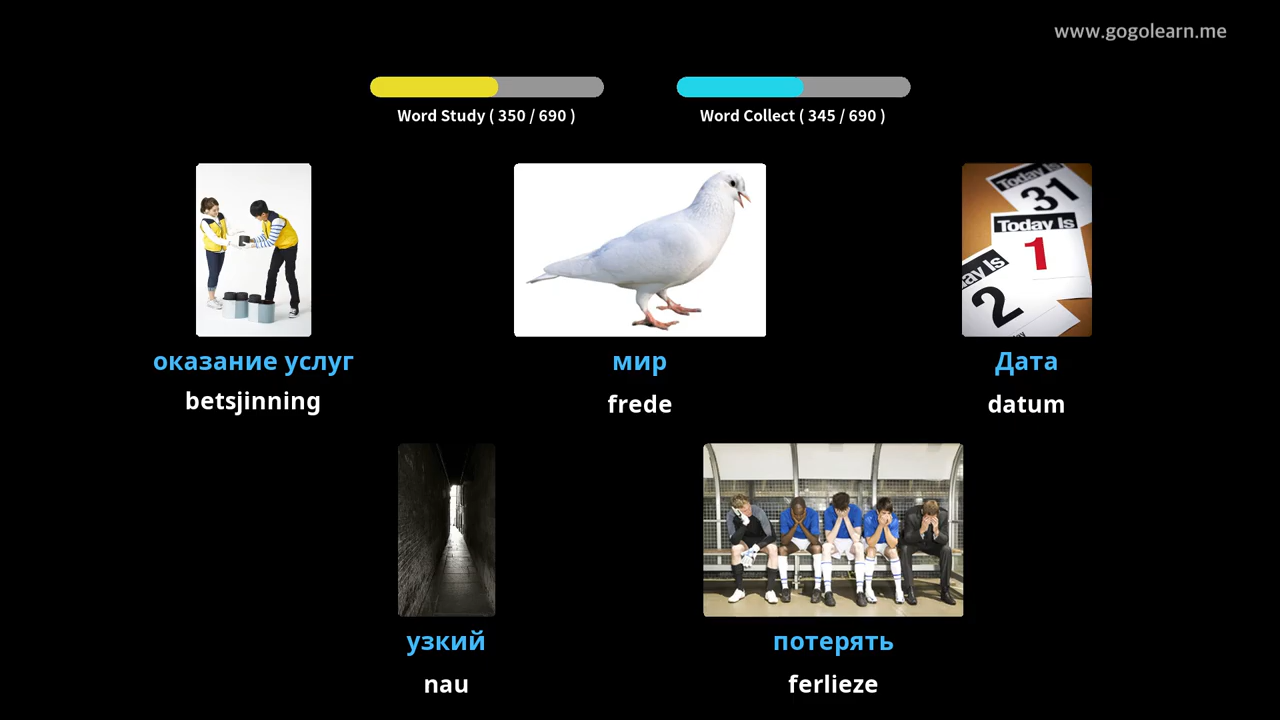 www.gogolearn.me
Word Study ( 350 / 690 )
Word Collect ( 345 / 690 )
Today Is
31
Today Is
1
ay Is
2
оказание услуг
мир
Дата
betsjinning
frede
datum
узкий
потерять
nau
ferlieze